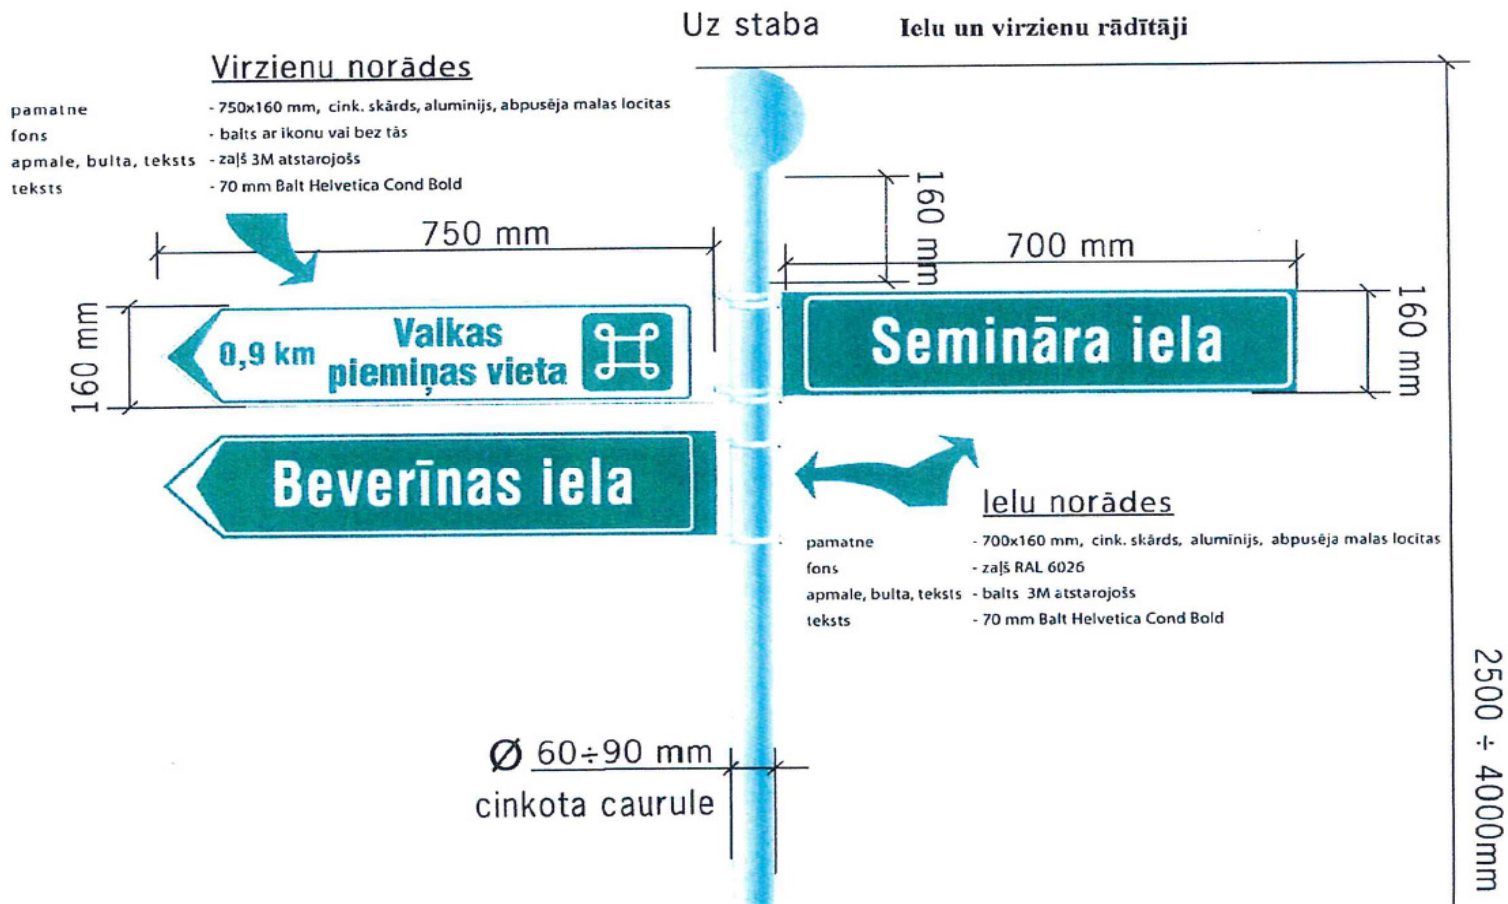 Uz staba
Ielu un virzienu rādītāji
Virzienu norādes
pamatne - 750x160 mm, cink. skārds, aluminijs, abpusēja malas locitas
fons - balts ar ikonu vai bez tās
apmale, bulta, teksts - zaļš 3M atstarojošs
teksts - 70 mm Balt Helvetica Cond Bold
750 mm
160 mm
700 mm
160 mm
160 mm
0,9 km
Valkas
piemiņas vieta
Semināra iela
Beverīnas iela
Ielu norādes
pamatne - 700x160 mm, cink. skārds, aluminijs, abpusēja malas locitas
fons - zaļš RAL 6026
apmale, bulta, teksts - balts 3M atstarojošs
teksts - 70 mm Balt Helvetica Cond Bold
Ø 60÷90 mm
cinkota caurule
2500 ÷ 4000mm